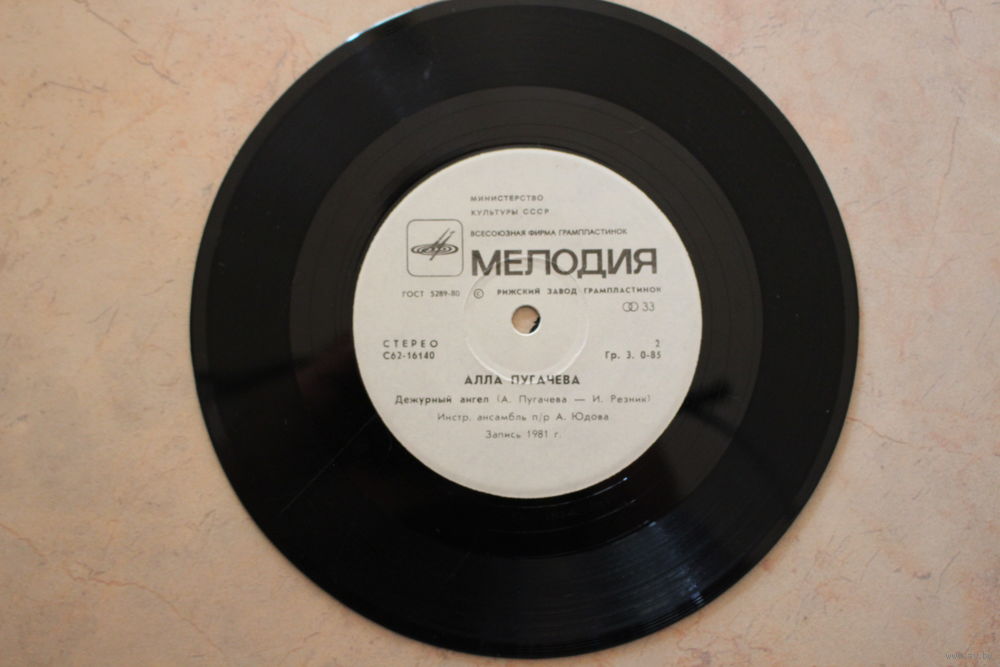 МИНИСТЕРСТВО
КУЛЬТУРЫ СССР
ВСЕСОЮЗНАЯ ФИРМА ГРАМПЛАСТИНОК
МЕЛОДИЯ
ГОСТ 5289-80 © РИЖСКИЙ ЗАВОД ГРАМПЛАСТИНОК
33
СТЕРЕО 2
С62-16140 Гр. 3. 0-85
АЛЛА ПУГАЧЕВА
Дежурный ангел (А. Пугачева — И. Резник)
Инстр. ансамбль п/р А. Юдова
Запись 1981 г.